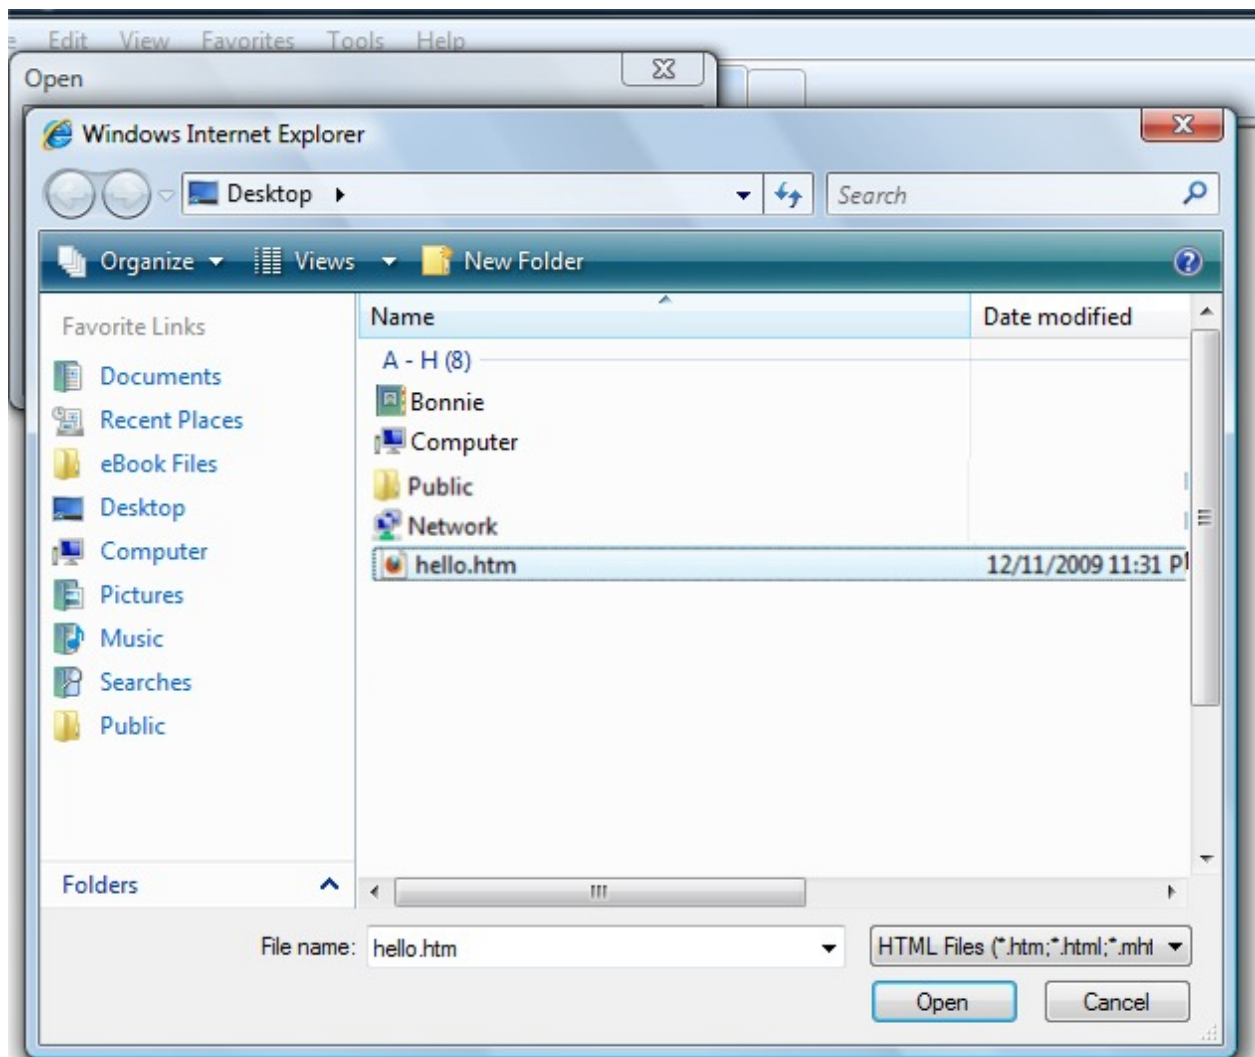 Edit View Favorites Tools Help
Open
Windows Internet Explorer
Desktop
Search
Organize Views New Folder
Favorite Links
Documents
Recent Places
eBook Files
Desktop
Computer
Pictures
Music
Searches
Public
Folders
Name Date modified
A - H (8)
Bonnie
Computer
Public
Network
hello.htm 12/11/2009 11:31 P
File name: hello.htm HTML Files (*.htm;*.html;*.mht
Open Cancel